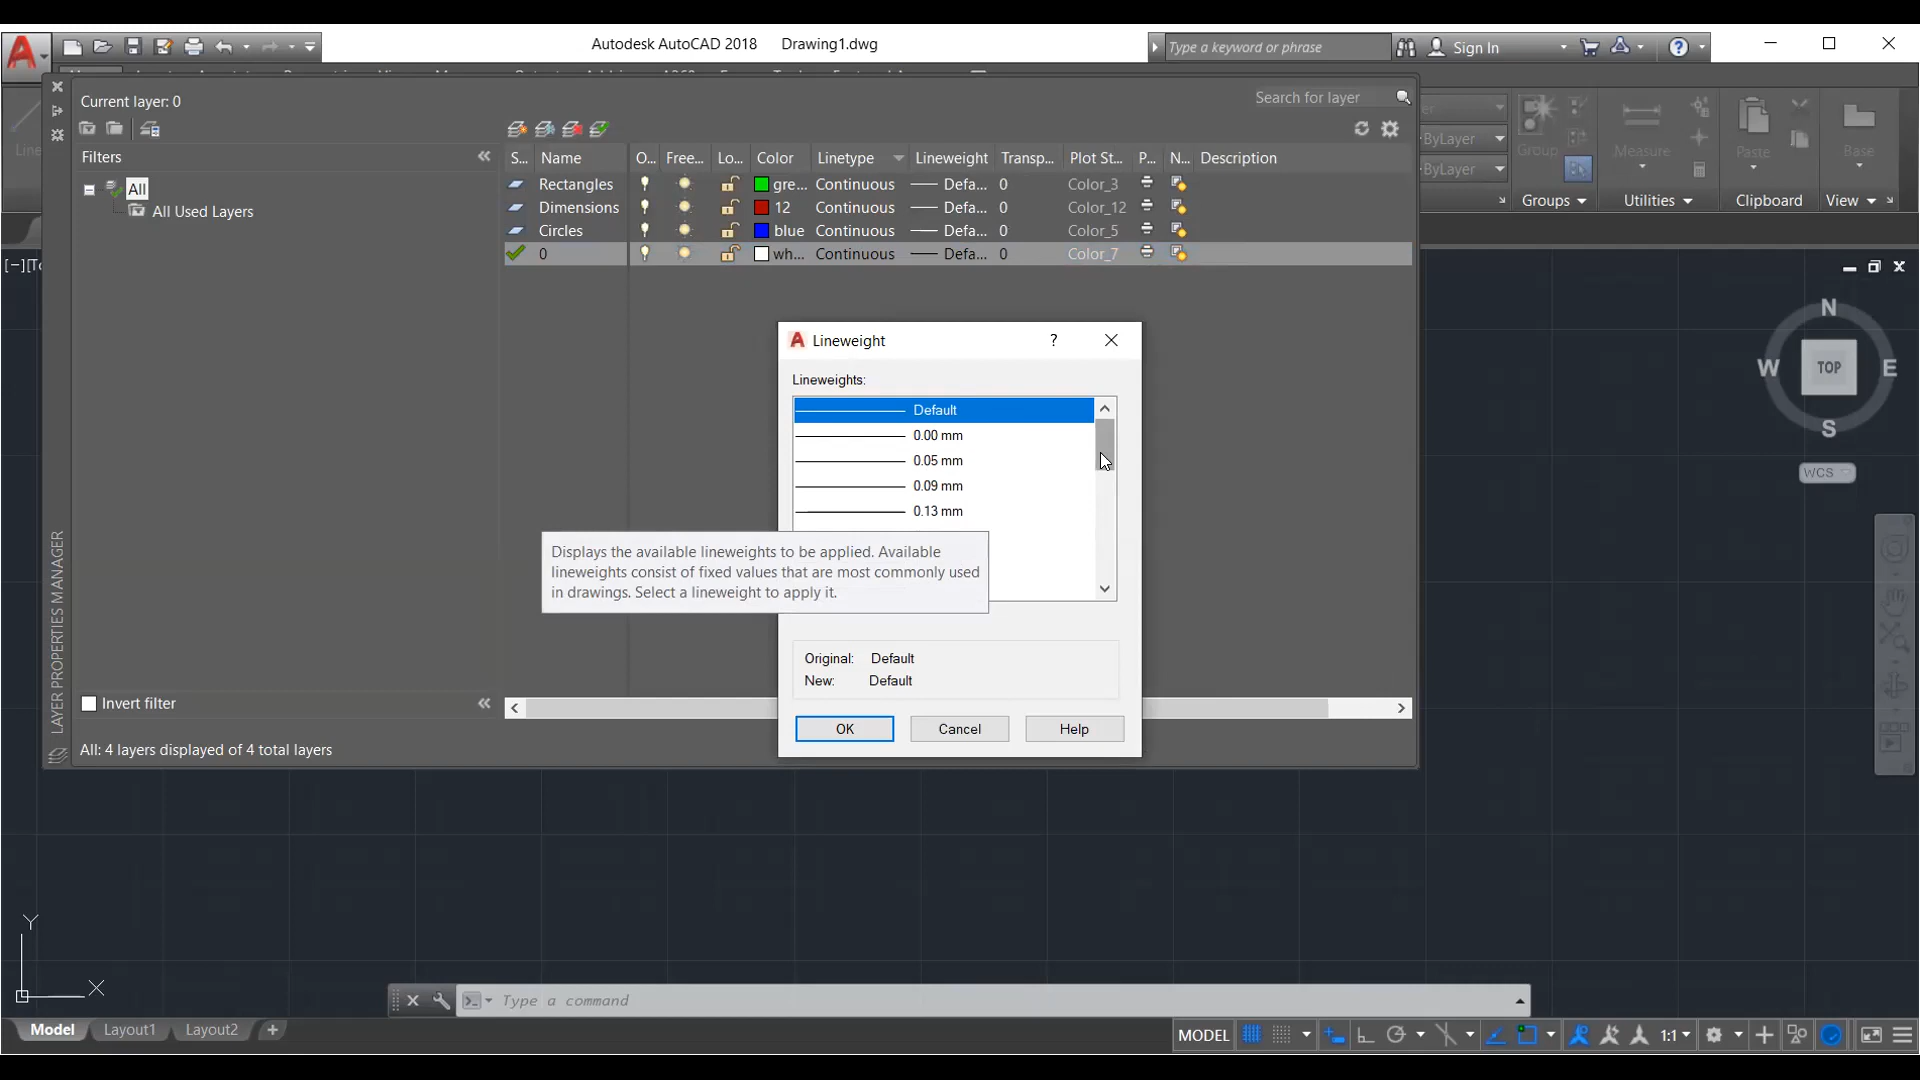 Autodesk AutoCAD 2018 Drawing1.dwg
Type a keyword or phrase
Sign In
Current layer: 0
Search for layer
Filters
All
All Used Layers
S... Name O... Free... Lo... Color Linetype Lineweight Transp... Plot St... P... N... Description
Rectangles gre... Continuous Defa... 0 Color_3
Dimensions 12 Continuous Defa... 0 Color_12
Circles blue Continuous Defa... 0 Color_5
0 wh... Continuous Defa... 0 Color_7
Invert filter
All: 4 layers displayed of 4 total layers
LAYER PROPERTIES MANAGER
Lineweight
Lineweights:
Default
0.00 mm
0.05 mm
0.09 mm
0.13 mm
Displays the available lineweights to be applied. Available
lineweights consist of fixed values that are most commonly used
in drawings. Select a lineweight to apply it.
Original: Default
New: Default
OK Cancel Help
ByLayer
ByLayer
Group Measure Paste Base
Groups Utilities Clipboard View
[−][To
N
W TOP E
S
WCS
Y
X
Type a command
Model Layout1 Layout2 +
MODEL 1:1